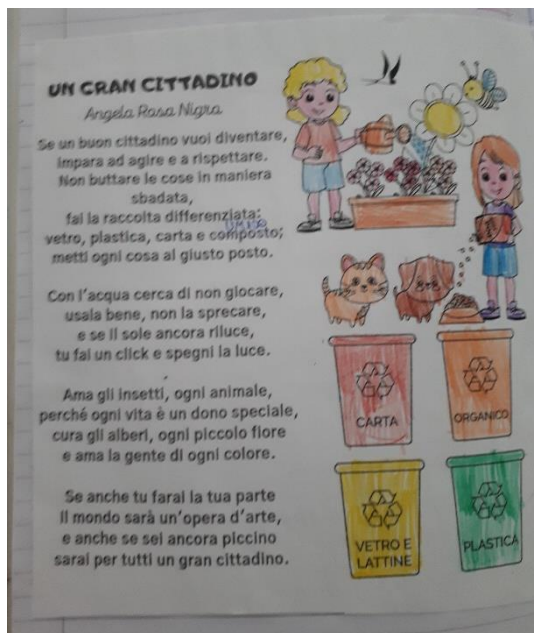 UN GRAN CITTADINO
Angela Rosa Nigra
Se un buon cittadino vuoi diventare,
impara ad agire e a rispettare.
Non buttare le cose in maniera
sbadata,
fai la raccolta differenziata:
UMIDO
vetro, plastica, carta e composto;
metti ogni cosa al giusto posto.
Con l'acqua cerca di non giocare,
usala bene, non la sprecare,
e se il sole ancora riluce,
tu fai un click e spegni la luce.
Ama gli insetti, ogni animale,
perché ogni vita è un dono speciale,
cura gli alberi, ogni piccolo fiore
e ama la gente di ogni colore.
Se anche tu farai la tua parte
il mondo sarà un'opera d'arte,
e anche se sei ancora piccino
sarai per tutti un gran cittadino.
CARTA
ORGANICO
VETRO E
LATTINE
PLASTICA